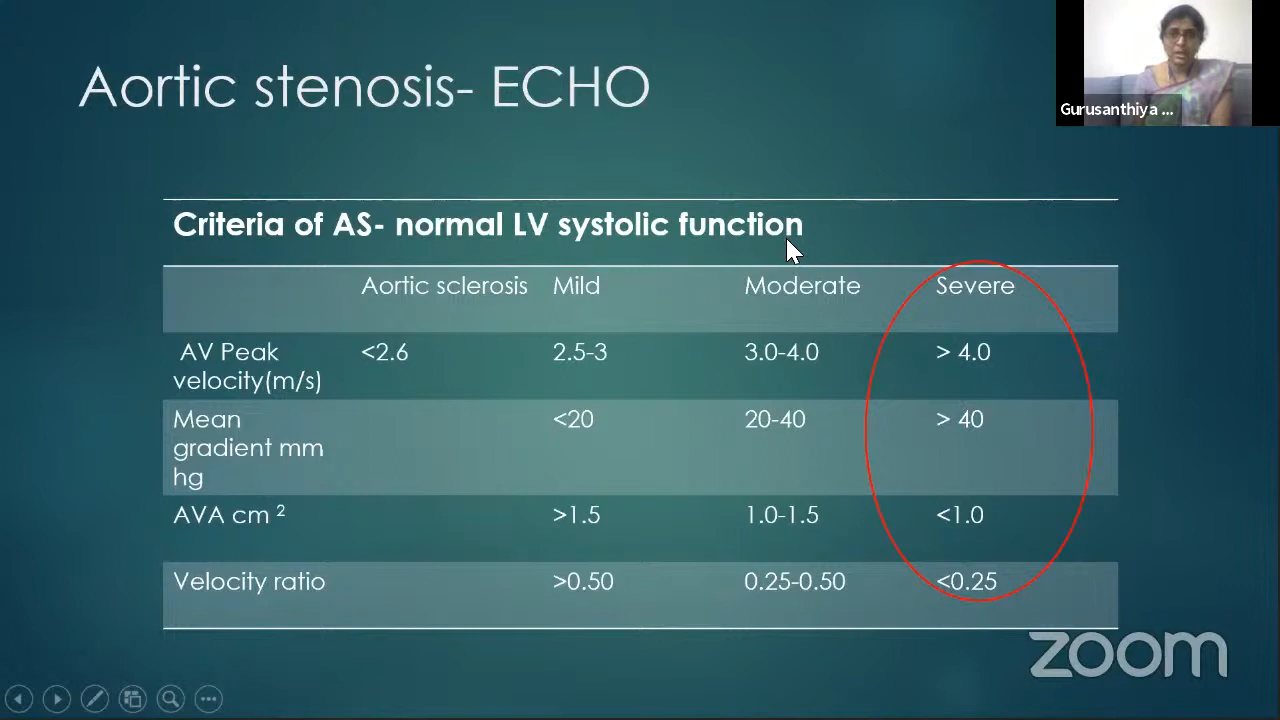 Aortic stenosis- ECHO
Gurusanthiya ...
Criteria of AS- normal LV systolic function
Aortic sclerosis Mild Moderate Severe
AV Peak velocity(m/s) <2.6 2.5-3 3.0-4.0 > 4.0
Mean gradient mm hg <20 20-40 > 40
AVA cm 2 >1.5 1.0-1.5 <1.0
Velocity ratio >0.50 0.25-0.50 <0.25
zoom